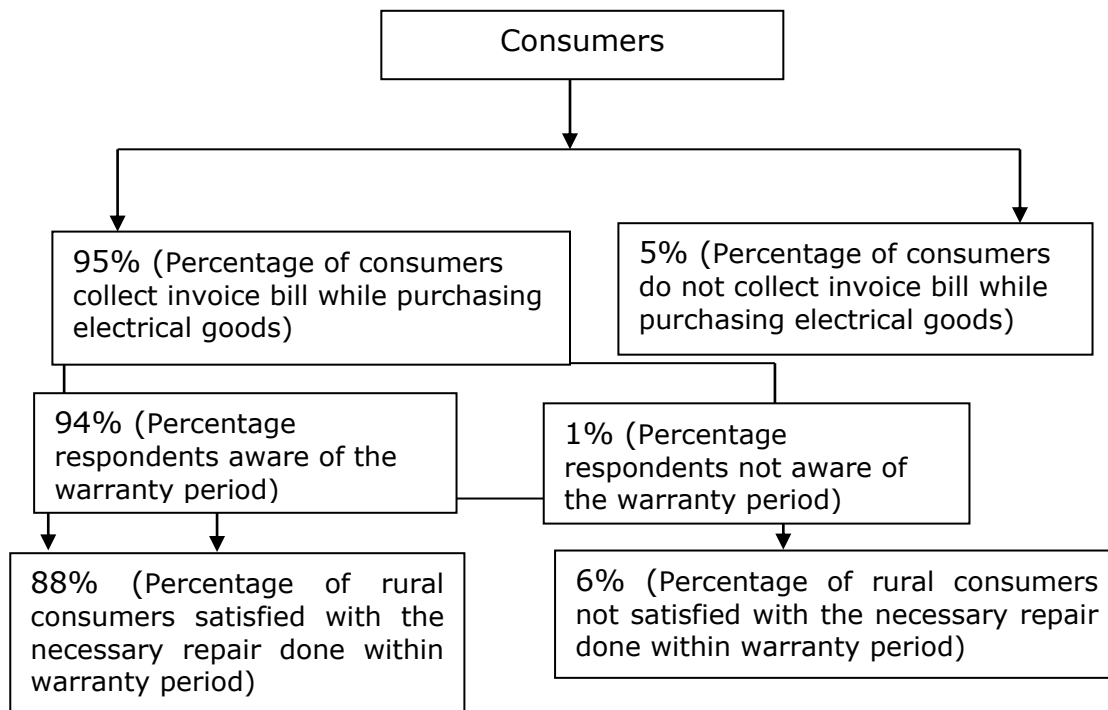 Consumers
95% (Percentage of consumers
collect invoice bill while purchasing
electrical goods)
5% (Percentage of consumers
do not collect invoice bill while
purchasing electrical goods)
94% (Percentage
respondents aware of the
warranty period)
1% (Percentage
respondents not aware of
the warranty period)
88% (Percentage of rural
consumers satisfied with the
necessary repair done within
warranty period)
6% (Percentage of rural consumers
not satisfied with the necessary repair
done within warranty period)